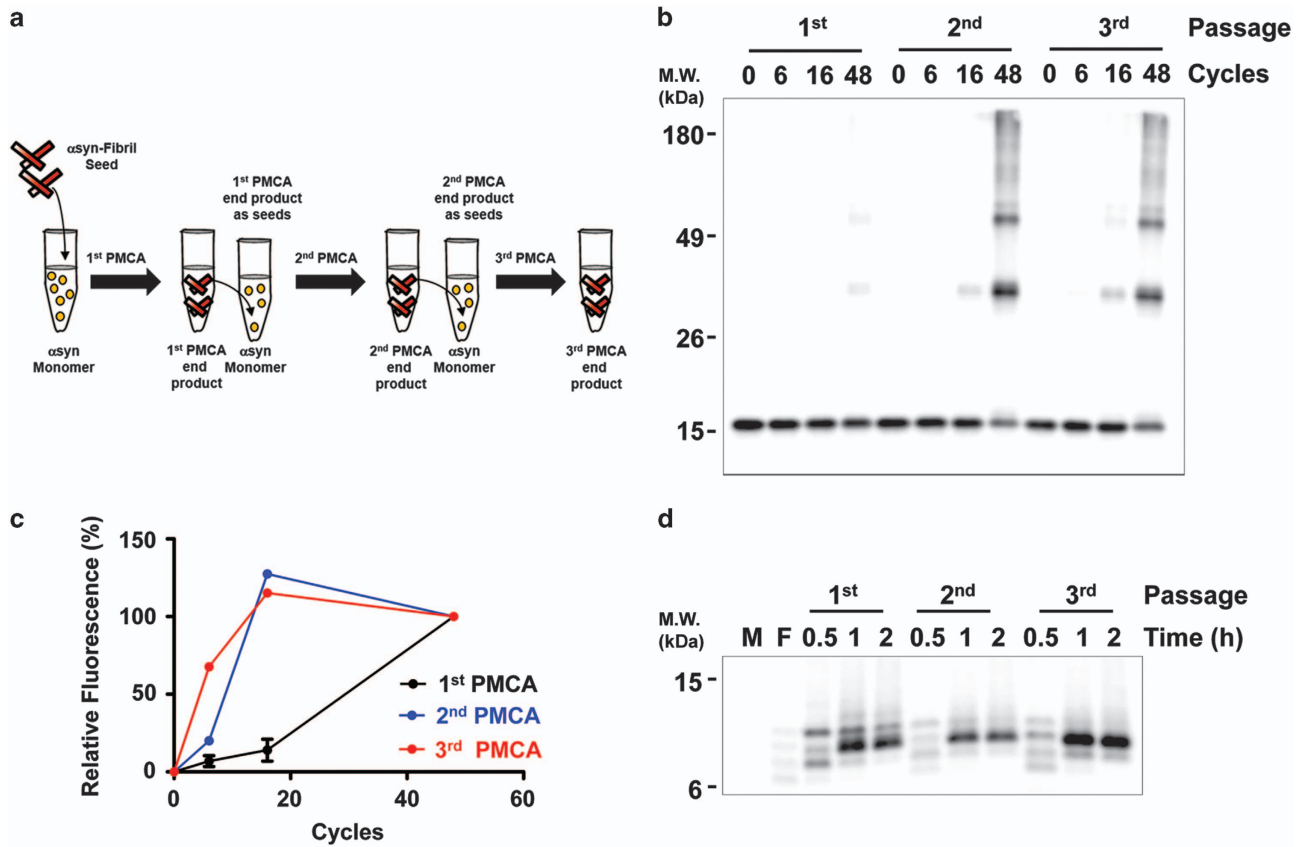 a
αsyn-Fibril
Seed
1st PMCA
end product
as seeds
2nd PMCA
end product
as seeds
1st PMCA
2nd PMCA
3rd PMCA
αsyn
Monomer
1st PMCA
end
product
αsyn
Monomer
2nd PMCA
end
product
αsyn
Monomer
3rd PMCA
end
product
b
1st 2nd 3rd Passage
M.W.
(kDa)
0 6 16 48 0 6 16 48 0 6 16 48 Cycles
180-
49-
26-
15-
c
Relative Fluorescence (%)
150
100
50
0
0 20 40 60
Cycles
1st PMCA
2nd PMCA
3rd PMCA
d
1st 2nd 3rd Passage
M.W.
(kDa)
M F 0.5 1 2 0.5 1 2 0.5 1 2 Time (h)
15-
6-